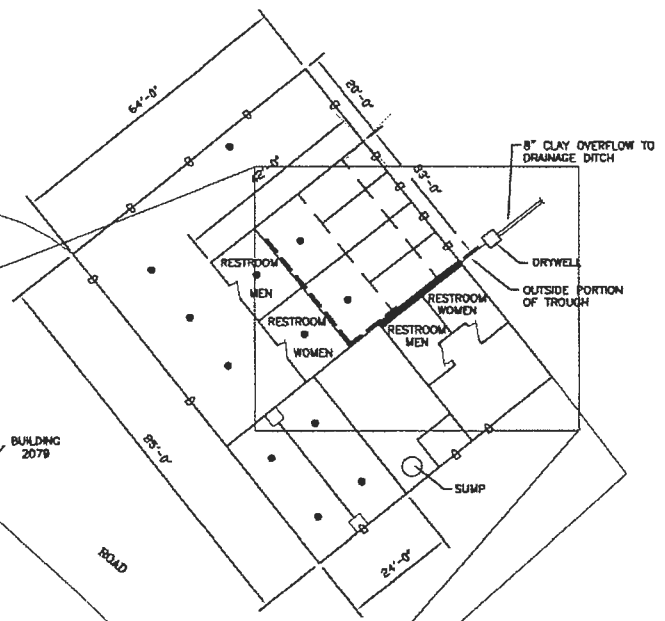 64'-0"
20'-0"
33'-0"
8" CLAY OVERFLOW TO
DRAINAGE DITCH
DRYWELL
OUTSIDE PORTION
OF TROUGH
RESTROOM
MEN
RESTROOM
WOMEN
RESTROOM
WOMEN
RESTROOM
MEN
BUILDING
2079
85'-0"
SUMP
ROAD
24'-0"